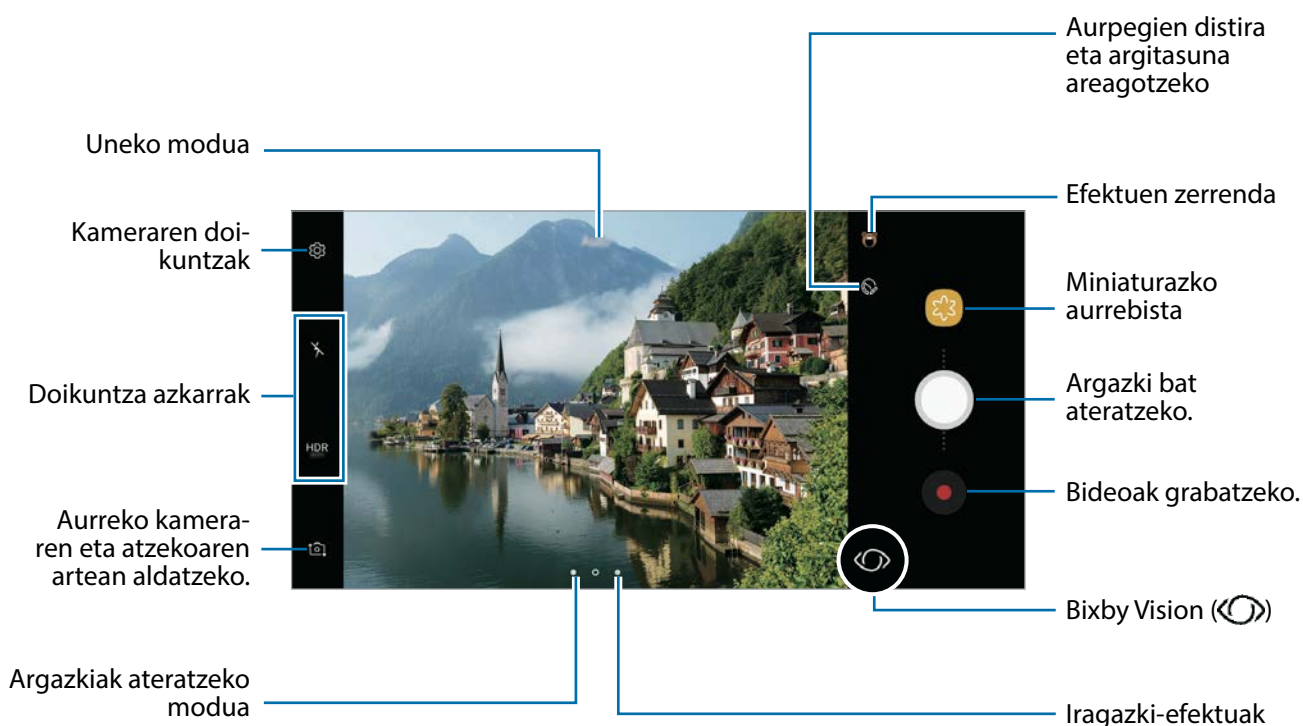 Aurpegien distira
eta argitasuna
areagotzeko
Uneko modua
Efektuen zerrenda
Kameraren doi-
kuntzak
Miniaturazko
aurrebista
Doikuntza azkarrak
HDR
Argazki bat
ateratzeko.
Bideoak grabatzeko.
Aurreko kamera-
ren eta atzekoaren
artean aldatzeko.
Bixby Vision ( )
Argazkiak ateratzeko
modua
Iragazki-efektuak